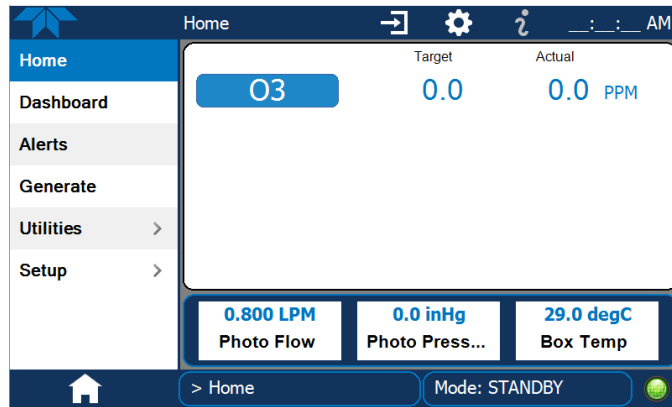 Home
__:__:__ AM
Home
Dashboard
Alerts
Generate
Utilities >
Setup >
Target Actual
O3 0.0 0.0 PPM
0.800 LPM
Photo Flow
0.0 inHg
Photo Press...
29.0 degC
Box Temp
> Home
Mode: STANDBY